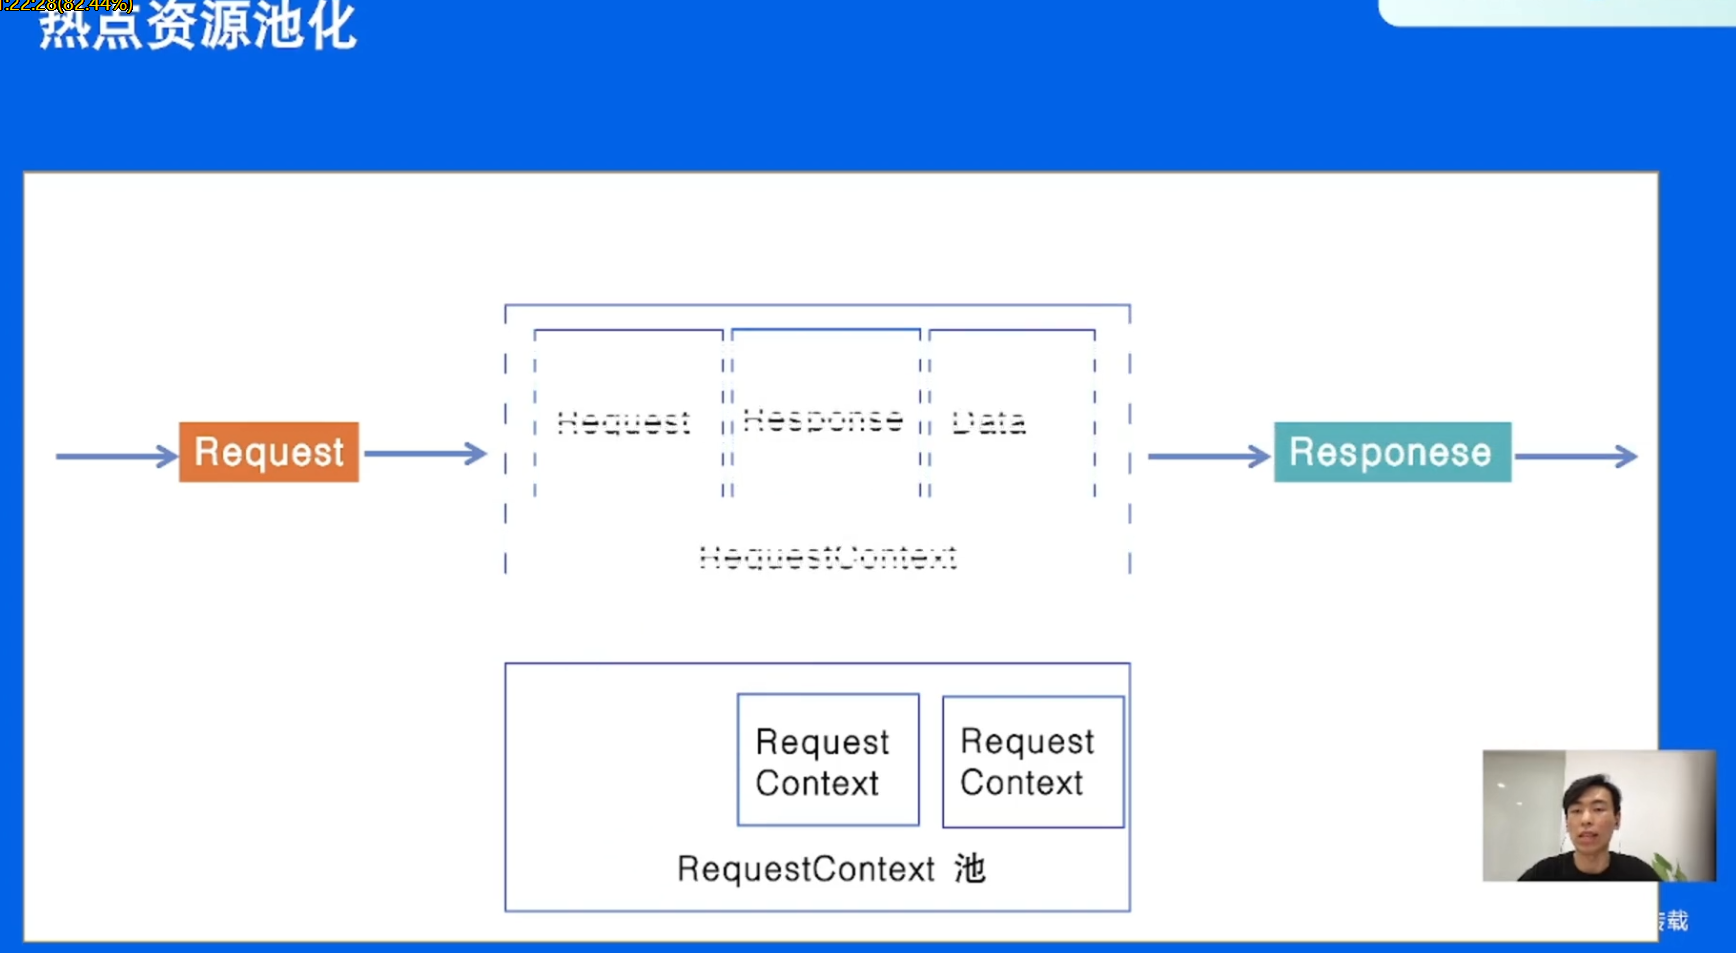 1:22:28(82.44%)
热点资源池化
Request
Request
Response
Data
RequestContext
Responese
Request
Context
Request
Context
RequestContext 池
转载